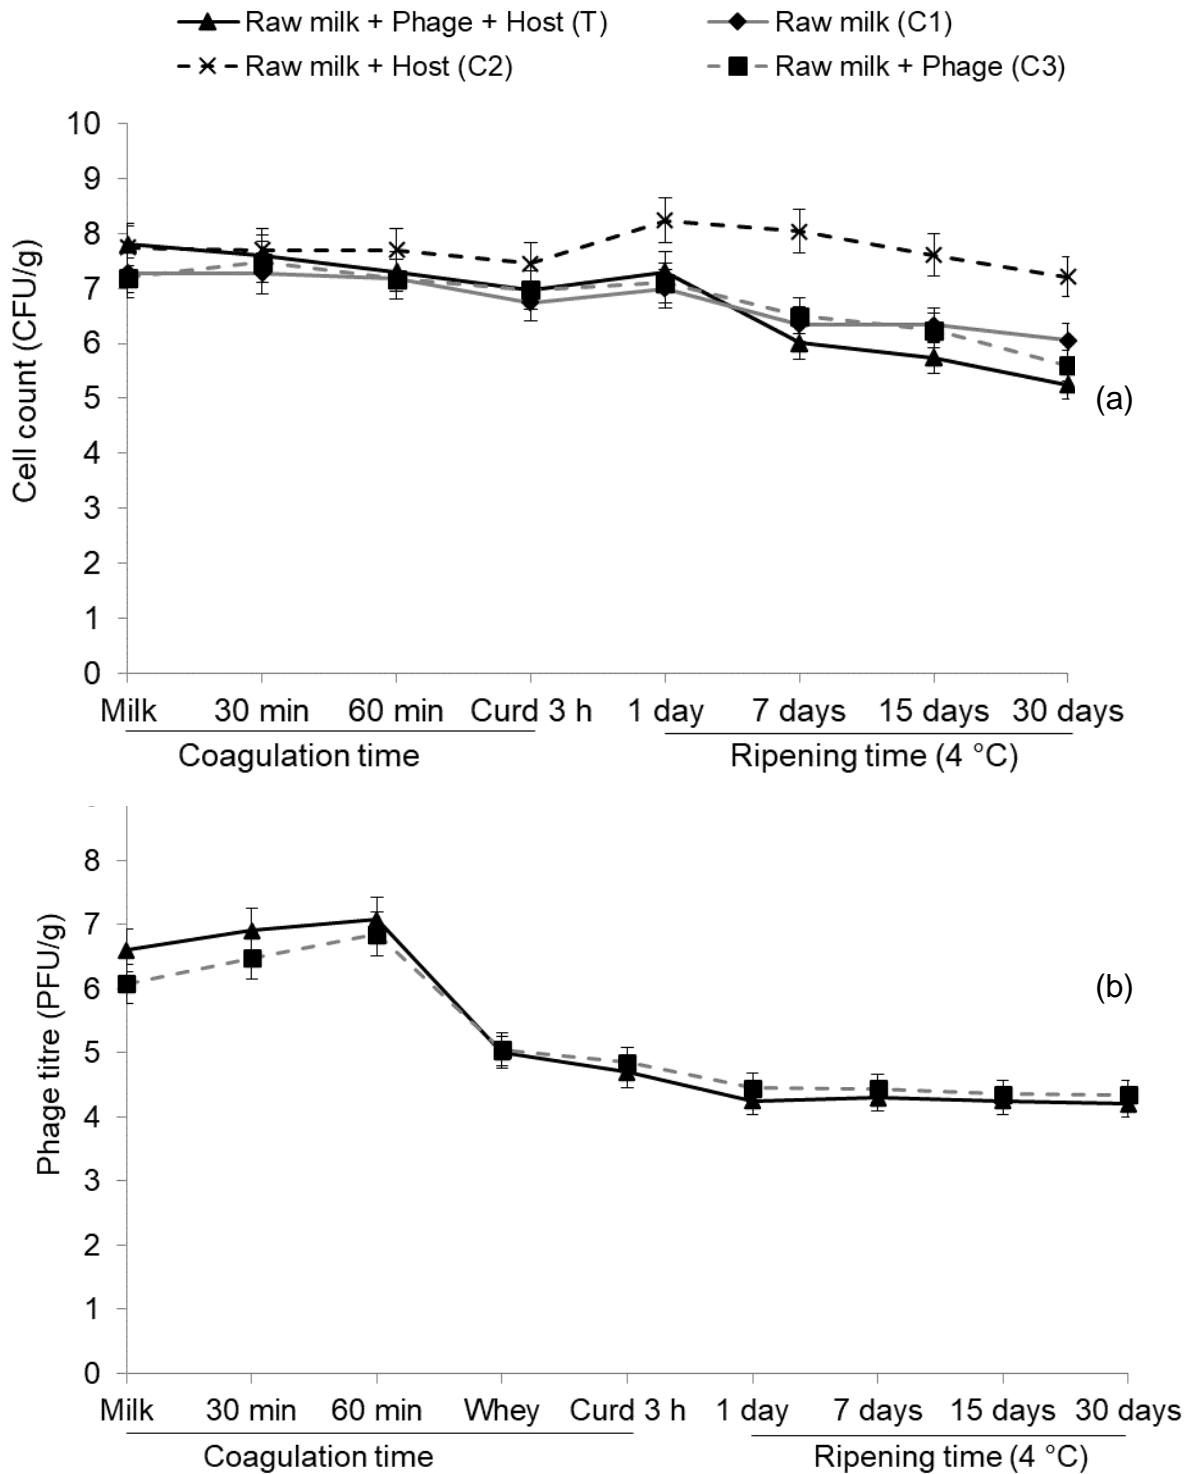 Raw milk + Phage + Host (T)
Raw milk (C1)
Raw milk + Host (C2)
Raw milk + Phage (C3)
10
9
8
7
6
5
4
3
2
1
0
Cell count (CFU/g)
(a)
Milk 30 min 60 min Curd 3 h 1 day 7 days 15 days 30 days
Coagulation time
Ripening time (4 °C)
8
7
6
5
4
3
2
1
0
Phage titre (PFU/g)
(b)
Milk 30 min 60 min Whey Curd 3 h 1 day 7 days 15 days 30 days
Coagulation time
Ripening time (4 °C)